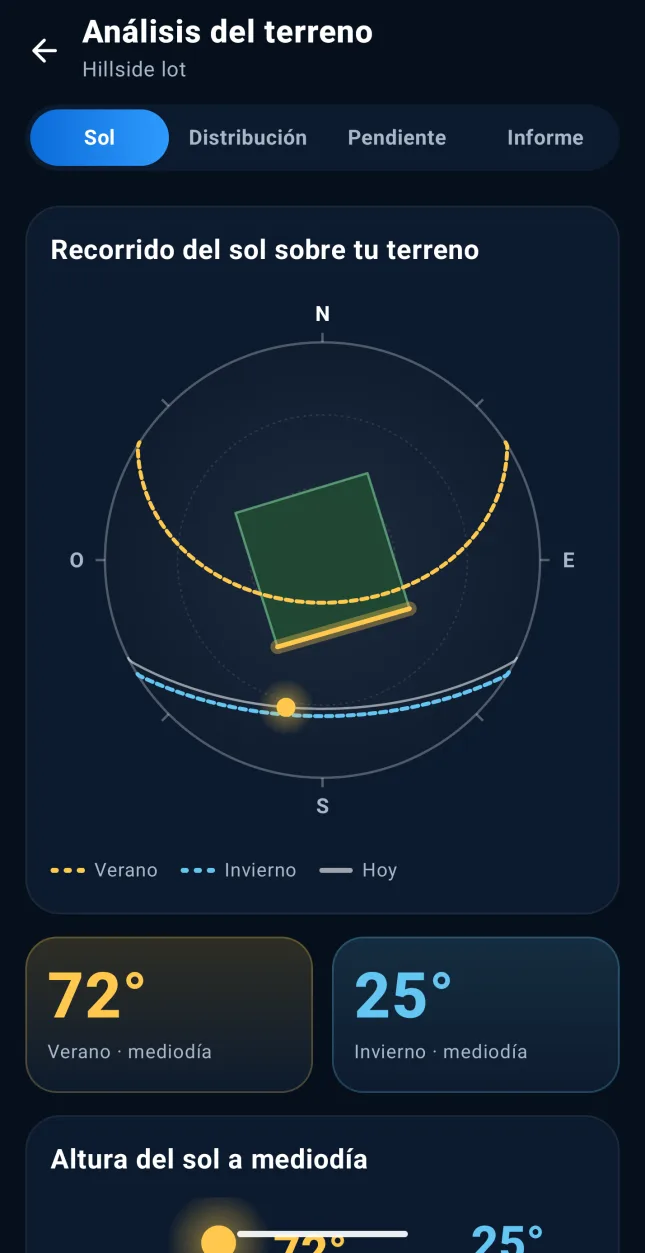 Análisis del terreno
Hillside lot
Sol Distribución Pendiente Informe
Recorrido del sol sobre tu terreno
N
O E
S
Verano Invierno Hoy
72° 25°
Verano · mediodía Invierno · mediodía
Altura del sol a mediodía
72° 25°